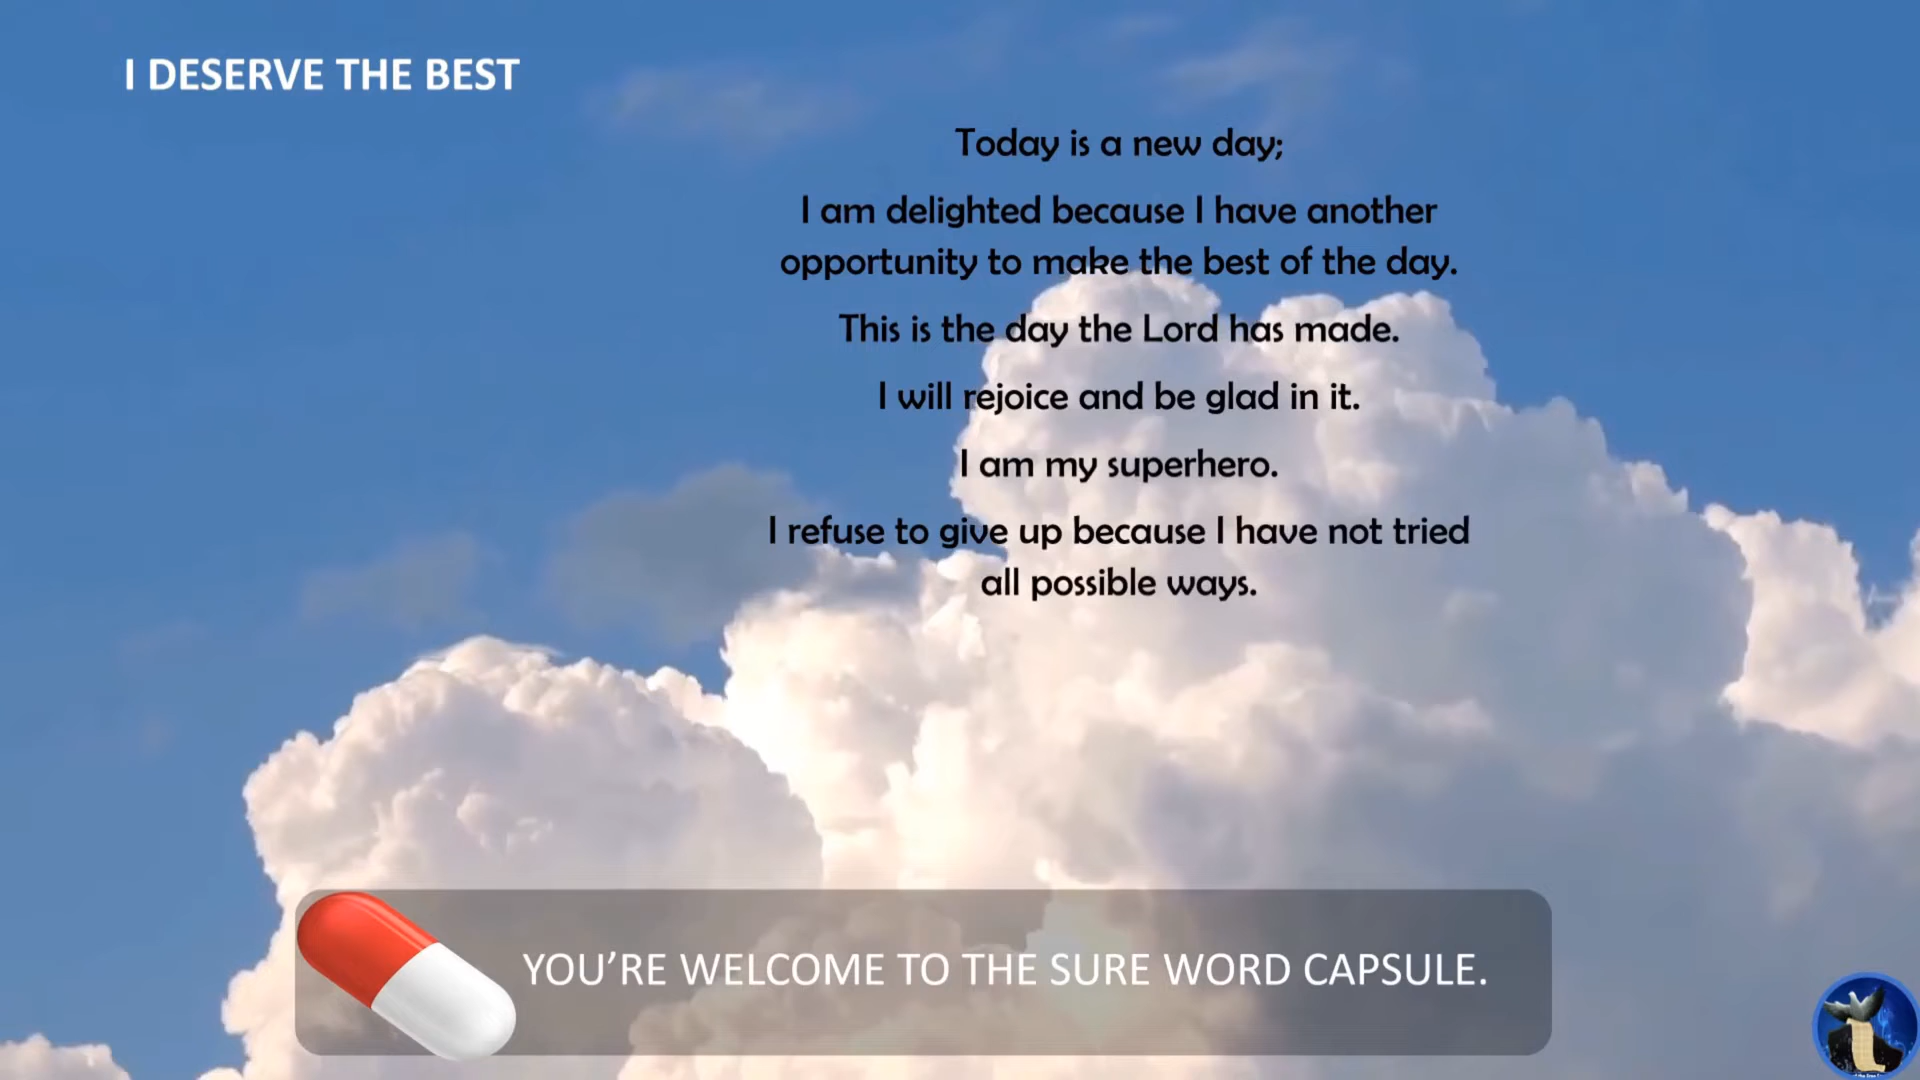 I DESERVE THE BEST
Today is a new day;
I am delighted because I have another
opportunity to make the best of the day.
This is the day the Lord has made.
I will rejoice and be glad in it.
I am my superhero.
I refuse to give up because I have not tried
all possible ways.
YOU’RE WELCOME TO THE SURE WORD CAPSULE.